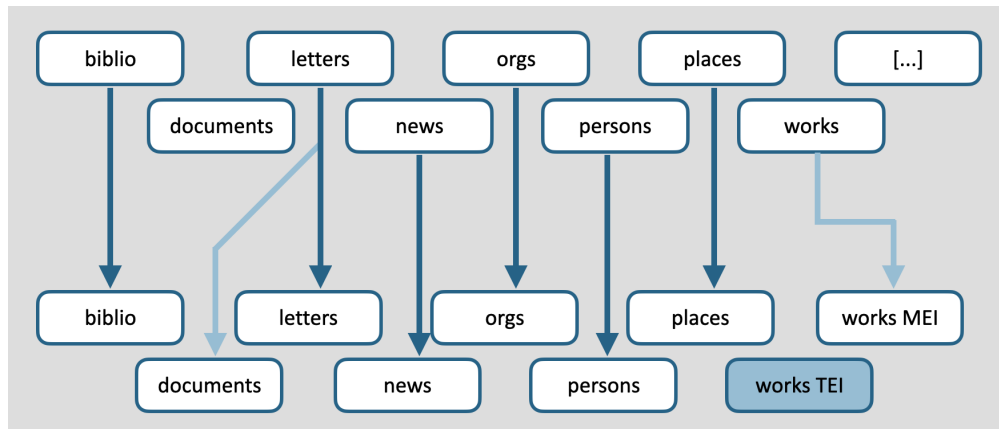 biblio
letters
orgs
places
[...]
documents
news
persons
works
biblio
letters
orgs
places
works MEI
documents
news
persons
works TEI